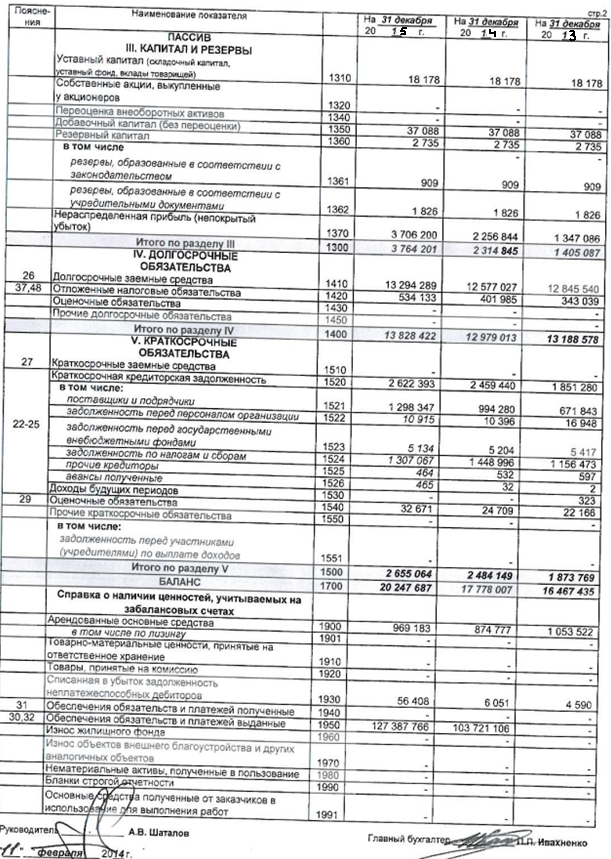 стр.2
Пояснения Наименование показателя На 31 декабря 2015 г. На 31 декабря 2014 г. На 31 декабря 2013 г.
ПАССИВ
III. КАПИТАЛ И РЕЗЕРВЫ
Уставный капитал (складочный капитал,
уставный фонд, вклады товарищей) 1310 18 178 18 178 18 178
Собственные акции, выкупленные
у акционеров 1320 - - -
Переоценка внеоборотных активов 1340 - - -
Добавочный капитал (без переоценки) 1350 37 088 37 088 37 088
Резервный капитал 1360 2 735 2 735 2 735
в том числе - -
резервы, образованные в соответствии с
законодательством 1361 909 909 909
резервы, образованные в соответствии с
учредительными документами 1362 1 826 1 826 1 826
Нераспределенная прибыль (непокрытый
убыток) 1370 3 706 200 2 256 844 1 347 086
Итого по разделу III 1300 3 764 201 2 314 845 1 405 087
IV. ДОЛГОСРОЧНЫЕ
ОБЯЗАТЕЛЬСТВА
26 Долгосрочные заемные средства 1410 13 294 289 12 577 027 12 845 540
37,48 Отложенные налоговые обязательства 1420 534 133 401 985 343 039
Оценочные обязательства 1430 - - -
Прочие долгосрочные обязательства 1450 - - -
Итого по разделу IV 1400 13 828 422 12 979 013 13 188 578
V. КРАТКОСРОЧНЫЕ
ОБЯЗАТЕЛЬСТВА
27 Краткосрочные заемные средства 1510 - - -
Краткосрочная кредиторская задолженность 1520 2 622 393 2 459 440 1 851 280
в том числе:
поставщики и подрядчики 1521 1 298 347 994 280 671 843
задолженность перед персоналом организации 1522 10 915 10 396 16 948
22-25 задолженность перед государственными
внебюджетными фондами 1523 5 134 5 204 5 417
задолженность по налогам и сборам 1524 1 307 067 1 448 996 1 156 473
прочие кредиторы 1525 464 532 597
авансы полученные 1526 465 32 2
Доходы будущих периодов 1530 - - 323
29 Оценочные обязательства 1540 32 671 24 709 22 166
Прочие краткосрочные обязательства 1550 - - -
в том числе:
задолженность перед участниками
(учредителями) по выплате доходов 1551 - - -
Итого по разделу V 1500 2 655 064 2 484 149 1 873 769
БАЛАНС 1700 20 247 687 17 778 007 16 467 435
Справка о наличии ценностей, учитываемых на
забалансовых счетах
Арендованные основные средства 1900 969 183 874 777 1 053 522
в том числе по лизингу 1901 - - -
Товарно-материальные ценности, принятые на
ответственное хранение 1910 - - -
Товары, принятые на комиссию 1920 - - -
Списанная в убыток задолженность
неплатежеспособных дебиторов 1930 56 408 6 051 4 590
31 Обеспечения обязательств и платежей полученные 1940 - - -
30,32 Обеспечения обязательств и платежей выданные 1950 127 387 766 103 721 106 -
Износ жилищного фонда 1960 - - -
Износ объектов внешнего благоустройства и других
аналогичных объектов 1970 - - -
Нематериальные активы, полученные в пользование 1980 - - -
Бланки строгой отчетности 1990 - - -
Основные средства полученные от заказчиков в
использование для выполнения работ 1991 - - -
Руководитель А.В. Шаталов Главный бухгалтер П.П. Ивахненко
11 февраля 2014г.